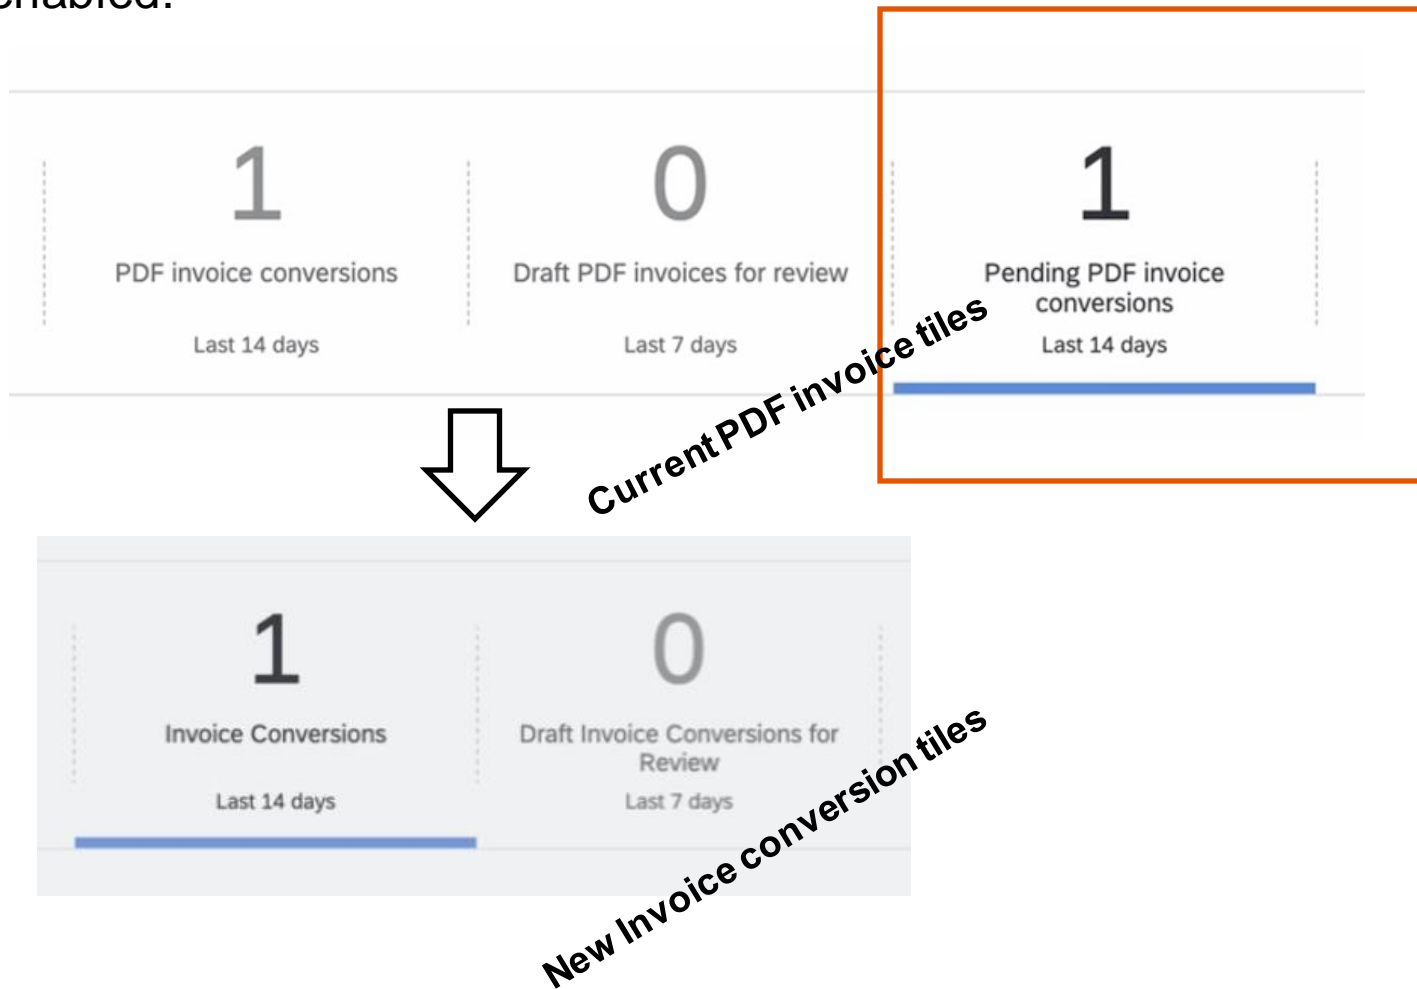 enabled.
1
PDF invoice conversions
Last 14 days
0
Draft PDF invoices for review
Last 7 days
1
Pending PDF invoice
conversions
Last 14 days
Current PDF invoice tiles
1
Invoice Conversions
Last 14 days
0
Draft Invoice Conversions for
Review
Last 7 days
New Invoice conversion tiles